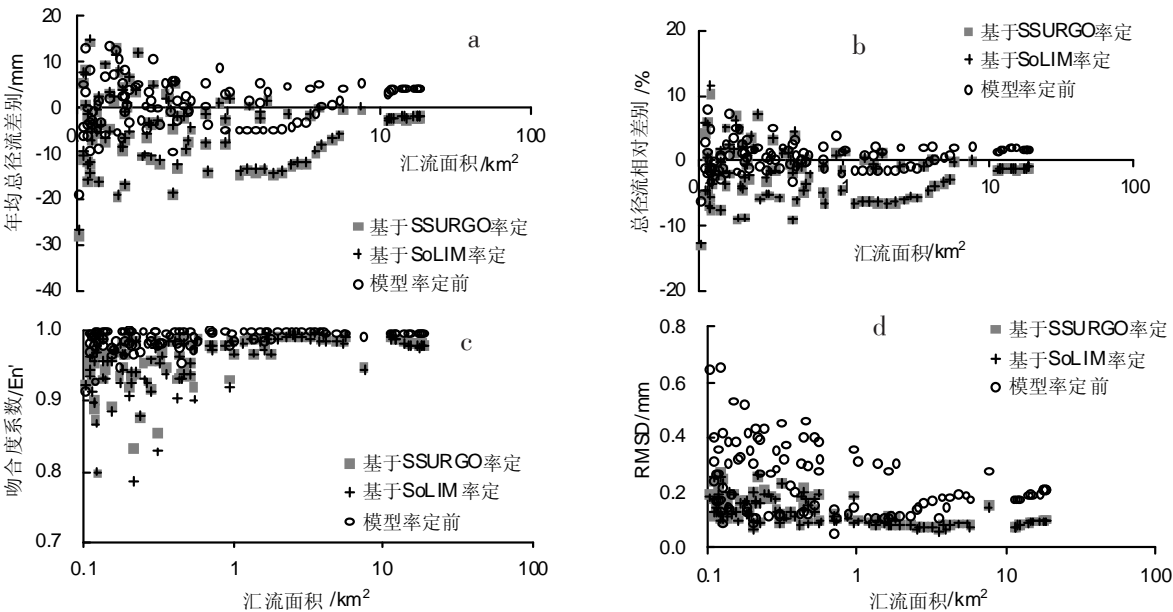 a
年均总径流差别/mm
20
10
0
-10
-20
-30
-40
0.1
1
10
100
汇流面积/km²
基于SSURGO率定
基于SoLIM率定
模型率定前
b
总径流相对差别 /%
20
10
0
-10
-20
1
10
100
汇流面积/km²
基于SSURGO率定
基于SoLIM率定
模型率定前
c
吻合度系数/En'
1.0
0.9
0.8
0.7
0.1
1
10
100
汇流面积 /km²
基于SSURGO率定
基于SoLIM率定
模型率定前
d
RMSD/mm
0.8
0.6
0.4
0.2
0.0
0.1
1
10
100
汇流面积/km²
基于SSURGO率定
基于SoLIM率定
模型率定前